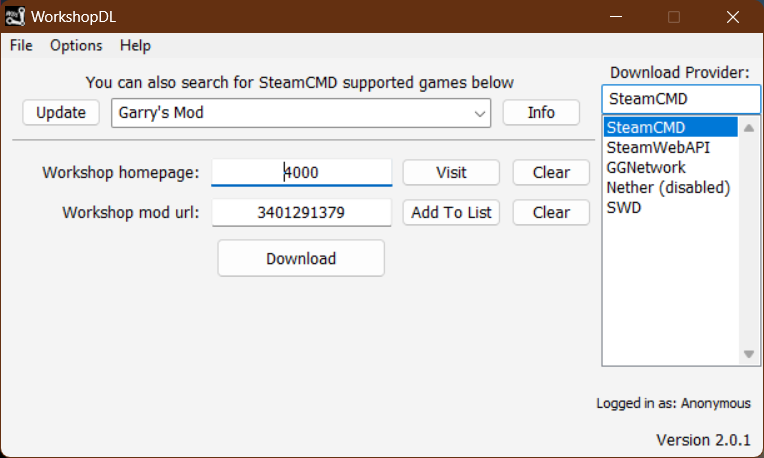 WorkshopDL
File Options Help
You can also search for SteamCMD supported games below
Update Garry's Mod Info
Workshop homepage: 4000 Visit Clear
Workshop mod url: 3401291379 Add To List Clear
Download
Download Provider:
SteamCMD
SteamCMD
SteamWebAPI
GGNetwork
Nether (disabled)
SWD
Logged in as: Anonymous
Version 2.0.1